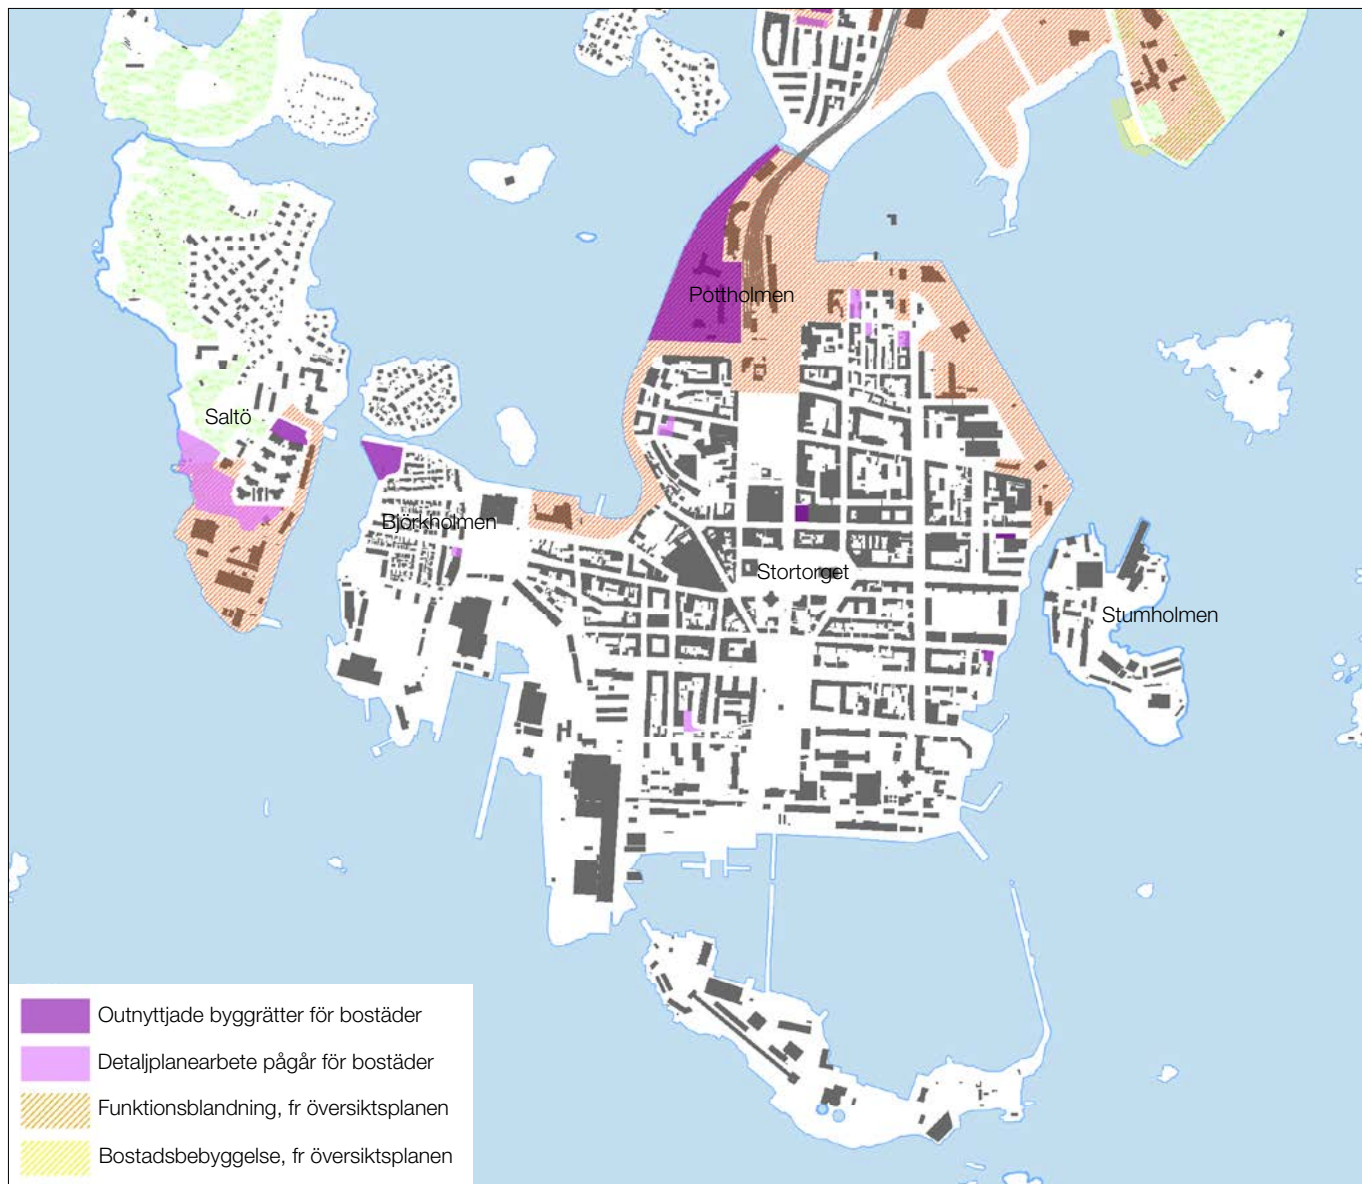 Pottholmen
Saltö
Björkholmen
Stortorget
Stumholmen
Outnyttjade byggrätter för bostäder
Detaljplanearbete pågår för bostäder
Funktionsblandning, fr översiktsplanen
Bostadsbebyggelse, fr översiktsplanen